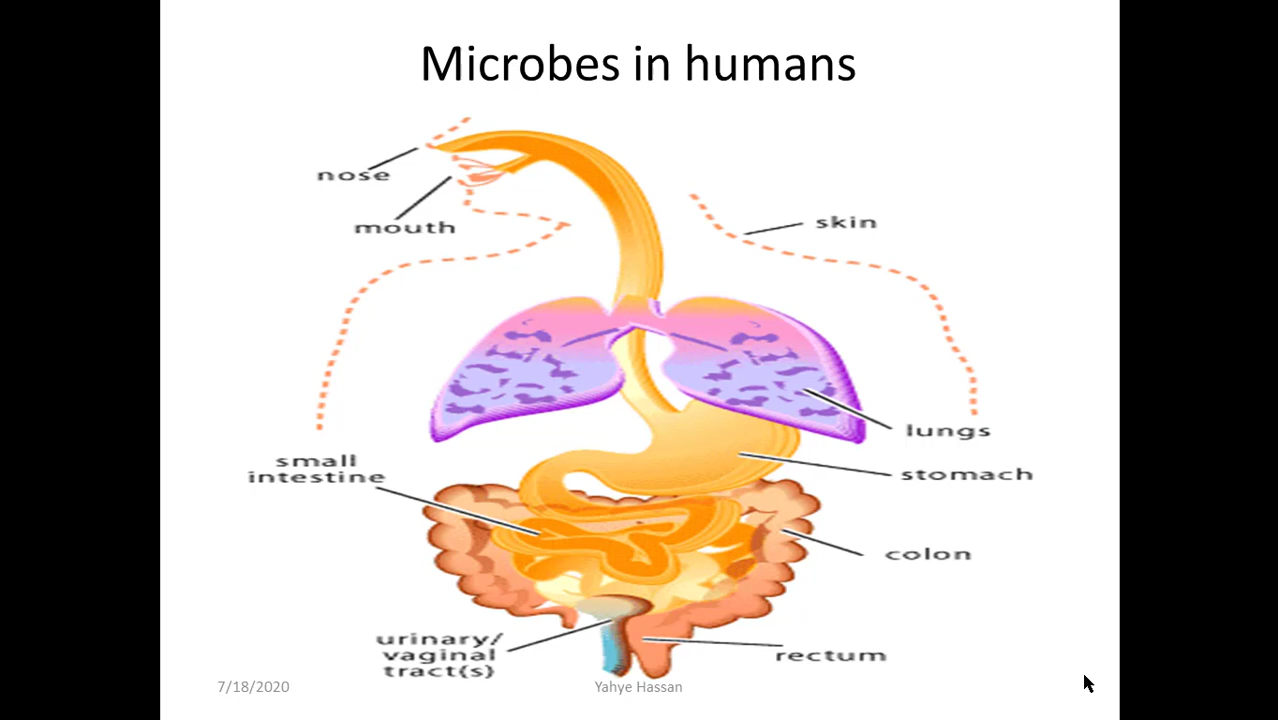 Microbes in humans
nose
mouth
skin
lungs
small
intestine
stomach
colon
urinary/
vaginal
tract(s)
rectum
7/18/2020
Yahye Hassan